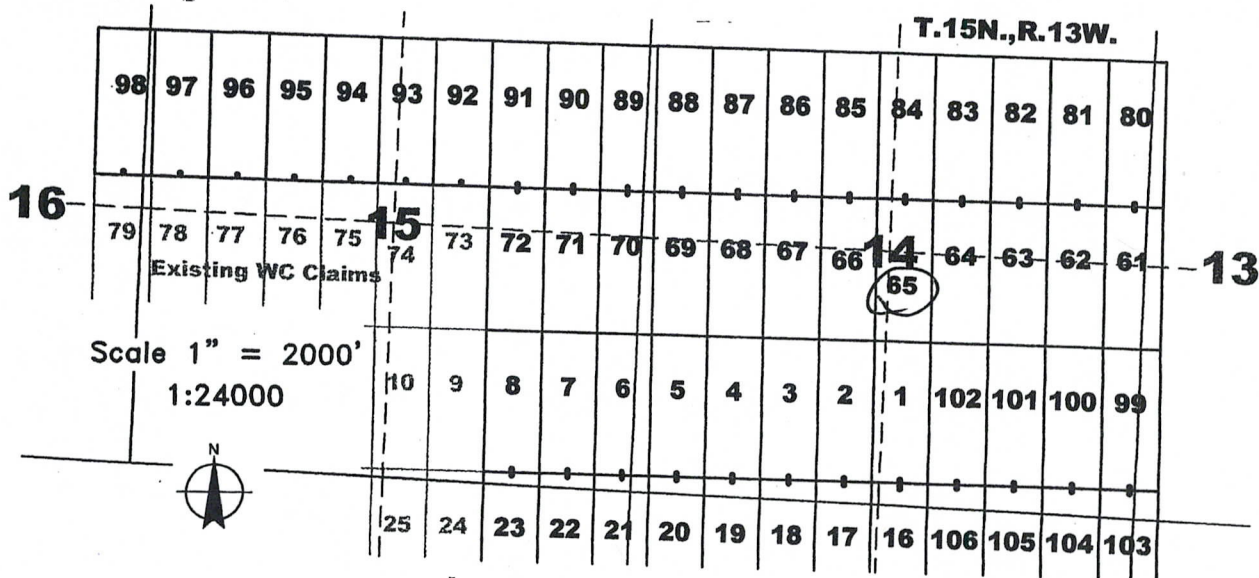 T.15N.,R.13W.
98 97 96 95 94 93 92 91 90 89 88 87 86 85 84 83 82 81 80
16 15 14 13
79 78 77 76 75 74 73 72 71 70 69 68 67 66 65 64 63 62 61
Existing WC Claims
Scale 1" = 2000'
1:24000
10 9 8 7 6 5 4 3 2 1 102 101 100 99
N
25 24 23 22 21 20 19 18 17 16 106 105 104 103